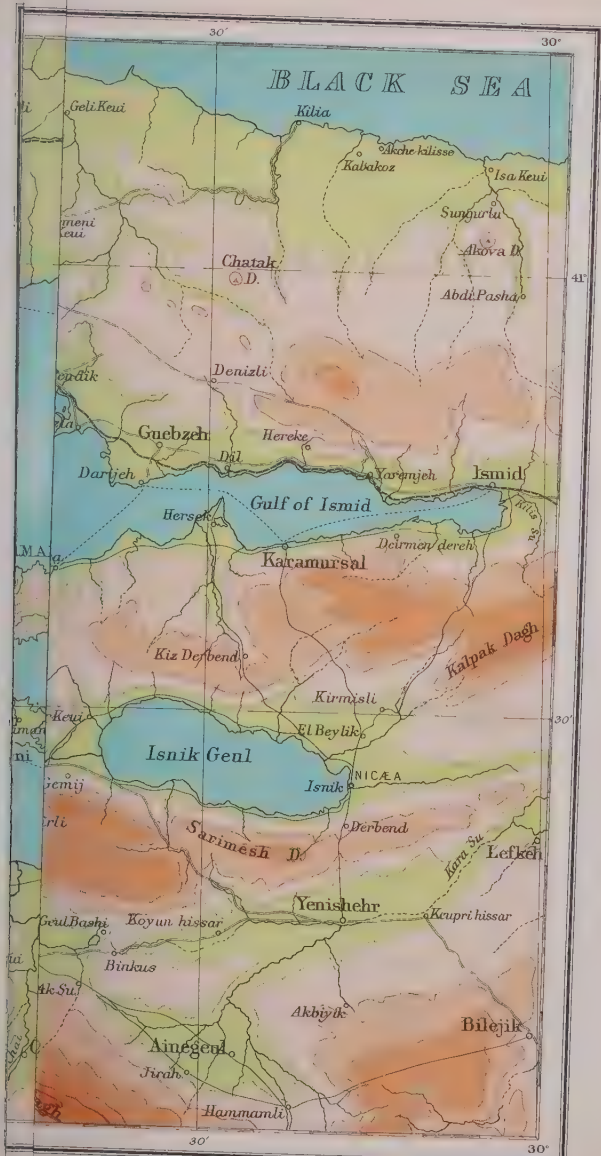 30'
30°
BLACK SEA
Geli Keui
Kilia
Akche kilisse
Kabakoz
Isa Keui
Sungurlu
Akova D.
41°
Chatak
D.
Abdi Pasha
Denizli
Guebzeh
Hereke
Dil
Yaremjeh
Ismid
Darijeh
Gulf of Ismid
Hersek
Deirmen dereh
Karamursal
Kiz Derbend
Kalpak Dagh
Kirmisli
30'
Keui
El Beylik
Isnik Geul
NICÆA
Isnik
Gemij
Derbend
Sarimesh D.
Kara Su
Lefkeh
Yenishehr
Geul Bashi
Koyun hissar
Keupri hissar
Binkus
Ak Su
Akbiyik
Bilejik
Ainegeul
Jirah
Hammamli
30'
30°